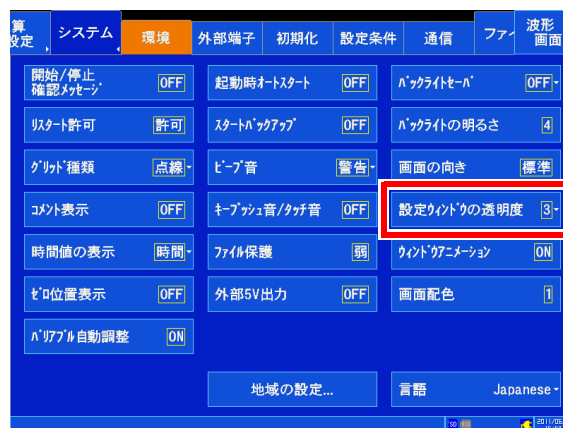 算
設定
システム
環境
外部端子
初期化
設定条件
通信
ファイ
波形
画面
開始/停止
確認メッセージ
OFF
起動時オートスタート
OFF
バックライトセーバ
OFF
リスタート許可
許可
スタートバックアップ
OFF
バックライトの明るさ
4
グリッド種類
点線
ビープ音
警告
画面の向き
標準
コメント表示
OFF
キープッシュ音/タッチ音
OFF
設定ウィンドウの透明度
3
時間値の表示
時間
ファイル保護
弱
ウィンドウアニメーション
ON
ゼロ位置表示
OFF
外部5V出力
OFF
画面配色
1
バリアブル自動調整
ON
地域の設定...
言語
Japanese
SD